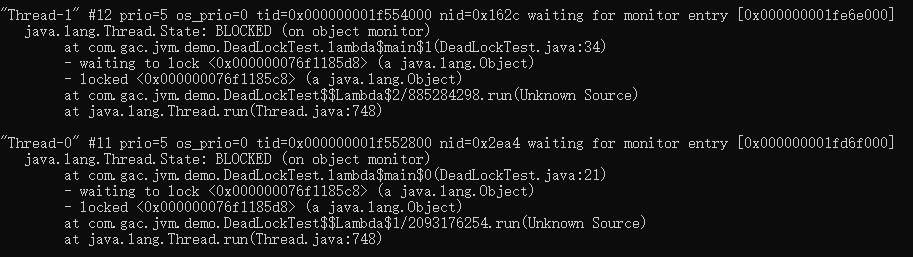 "Thread-1" #12 prio=5 os_prio=0 tid=0x000000001f554000 nid=0x162c waiting for monitor entry [0x000000001fe6e000]
java.lang.Thread.State: BLOCKED (on object monitor)
at com.gac.jvm.demo.DeadLockTest.lambda$main$1(DeadLockTest.java:34)
- waiting to lock <0x000000076f1185d8> (a java.lang.Object)
- locked <0x000000076f1185c8> (a java.lang.Object)
at com.gac.jvm.demo.DeadLockTest$$Lambda$2/885284298.run(Unknown Source)
at java.lang.Thread.run(Thread.java:748)
"Thread-0" #11 prio=5 os_prio=0 tid=0x000000001f552800 nid=0x2ea4 waiting for monitor entry [0x000000001fd6f000]
java.lang.Thread.State: BLOCKED (on object monitor)
at com.gac.jvm.demo.DeadLockTest.lambda$main$0(DeadLockTest.java:21)
- waiting to lock <0x000000076f1185c8> (a java.lang.Object)
- locked <0x000000076f1185d8> (a java.lang.Object)
at com.gac.jvm.demo.DeadLockTest$$Lambda$1/2093176254.run(Unknown Source)
at java.lang.Thread.run(Thread.java:748)